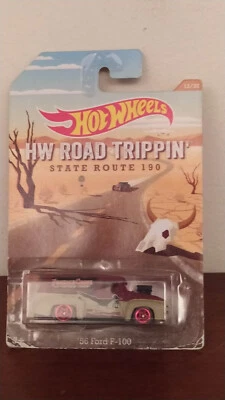 HOT WHEELS
HW ROAD TRIPPIN'
STATE ROUTE 190
'56 Ford F-100